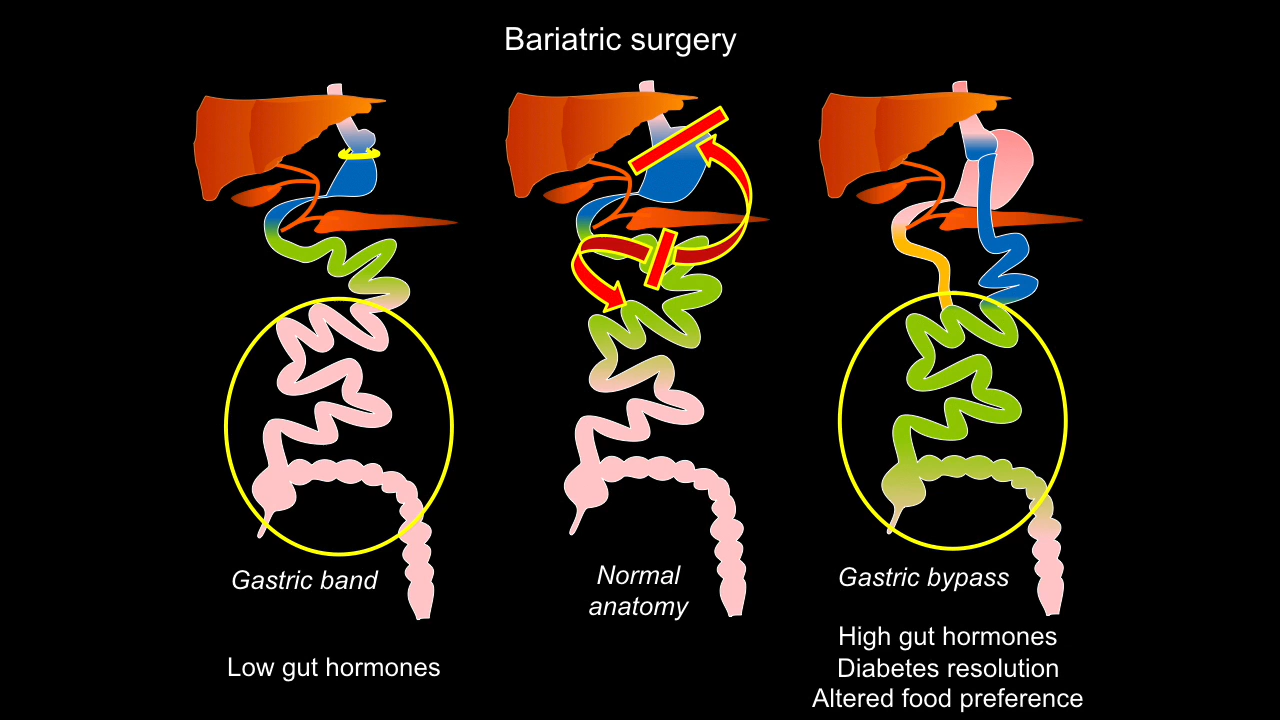 Bariatric surgery
Gastric band
Low gut hormones
Normal
anatomy
Gastric bypass
High gut hormones
Diabetes resolution
Altered food preference